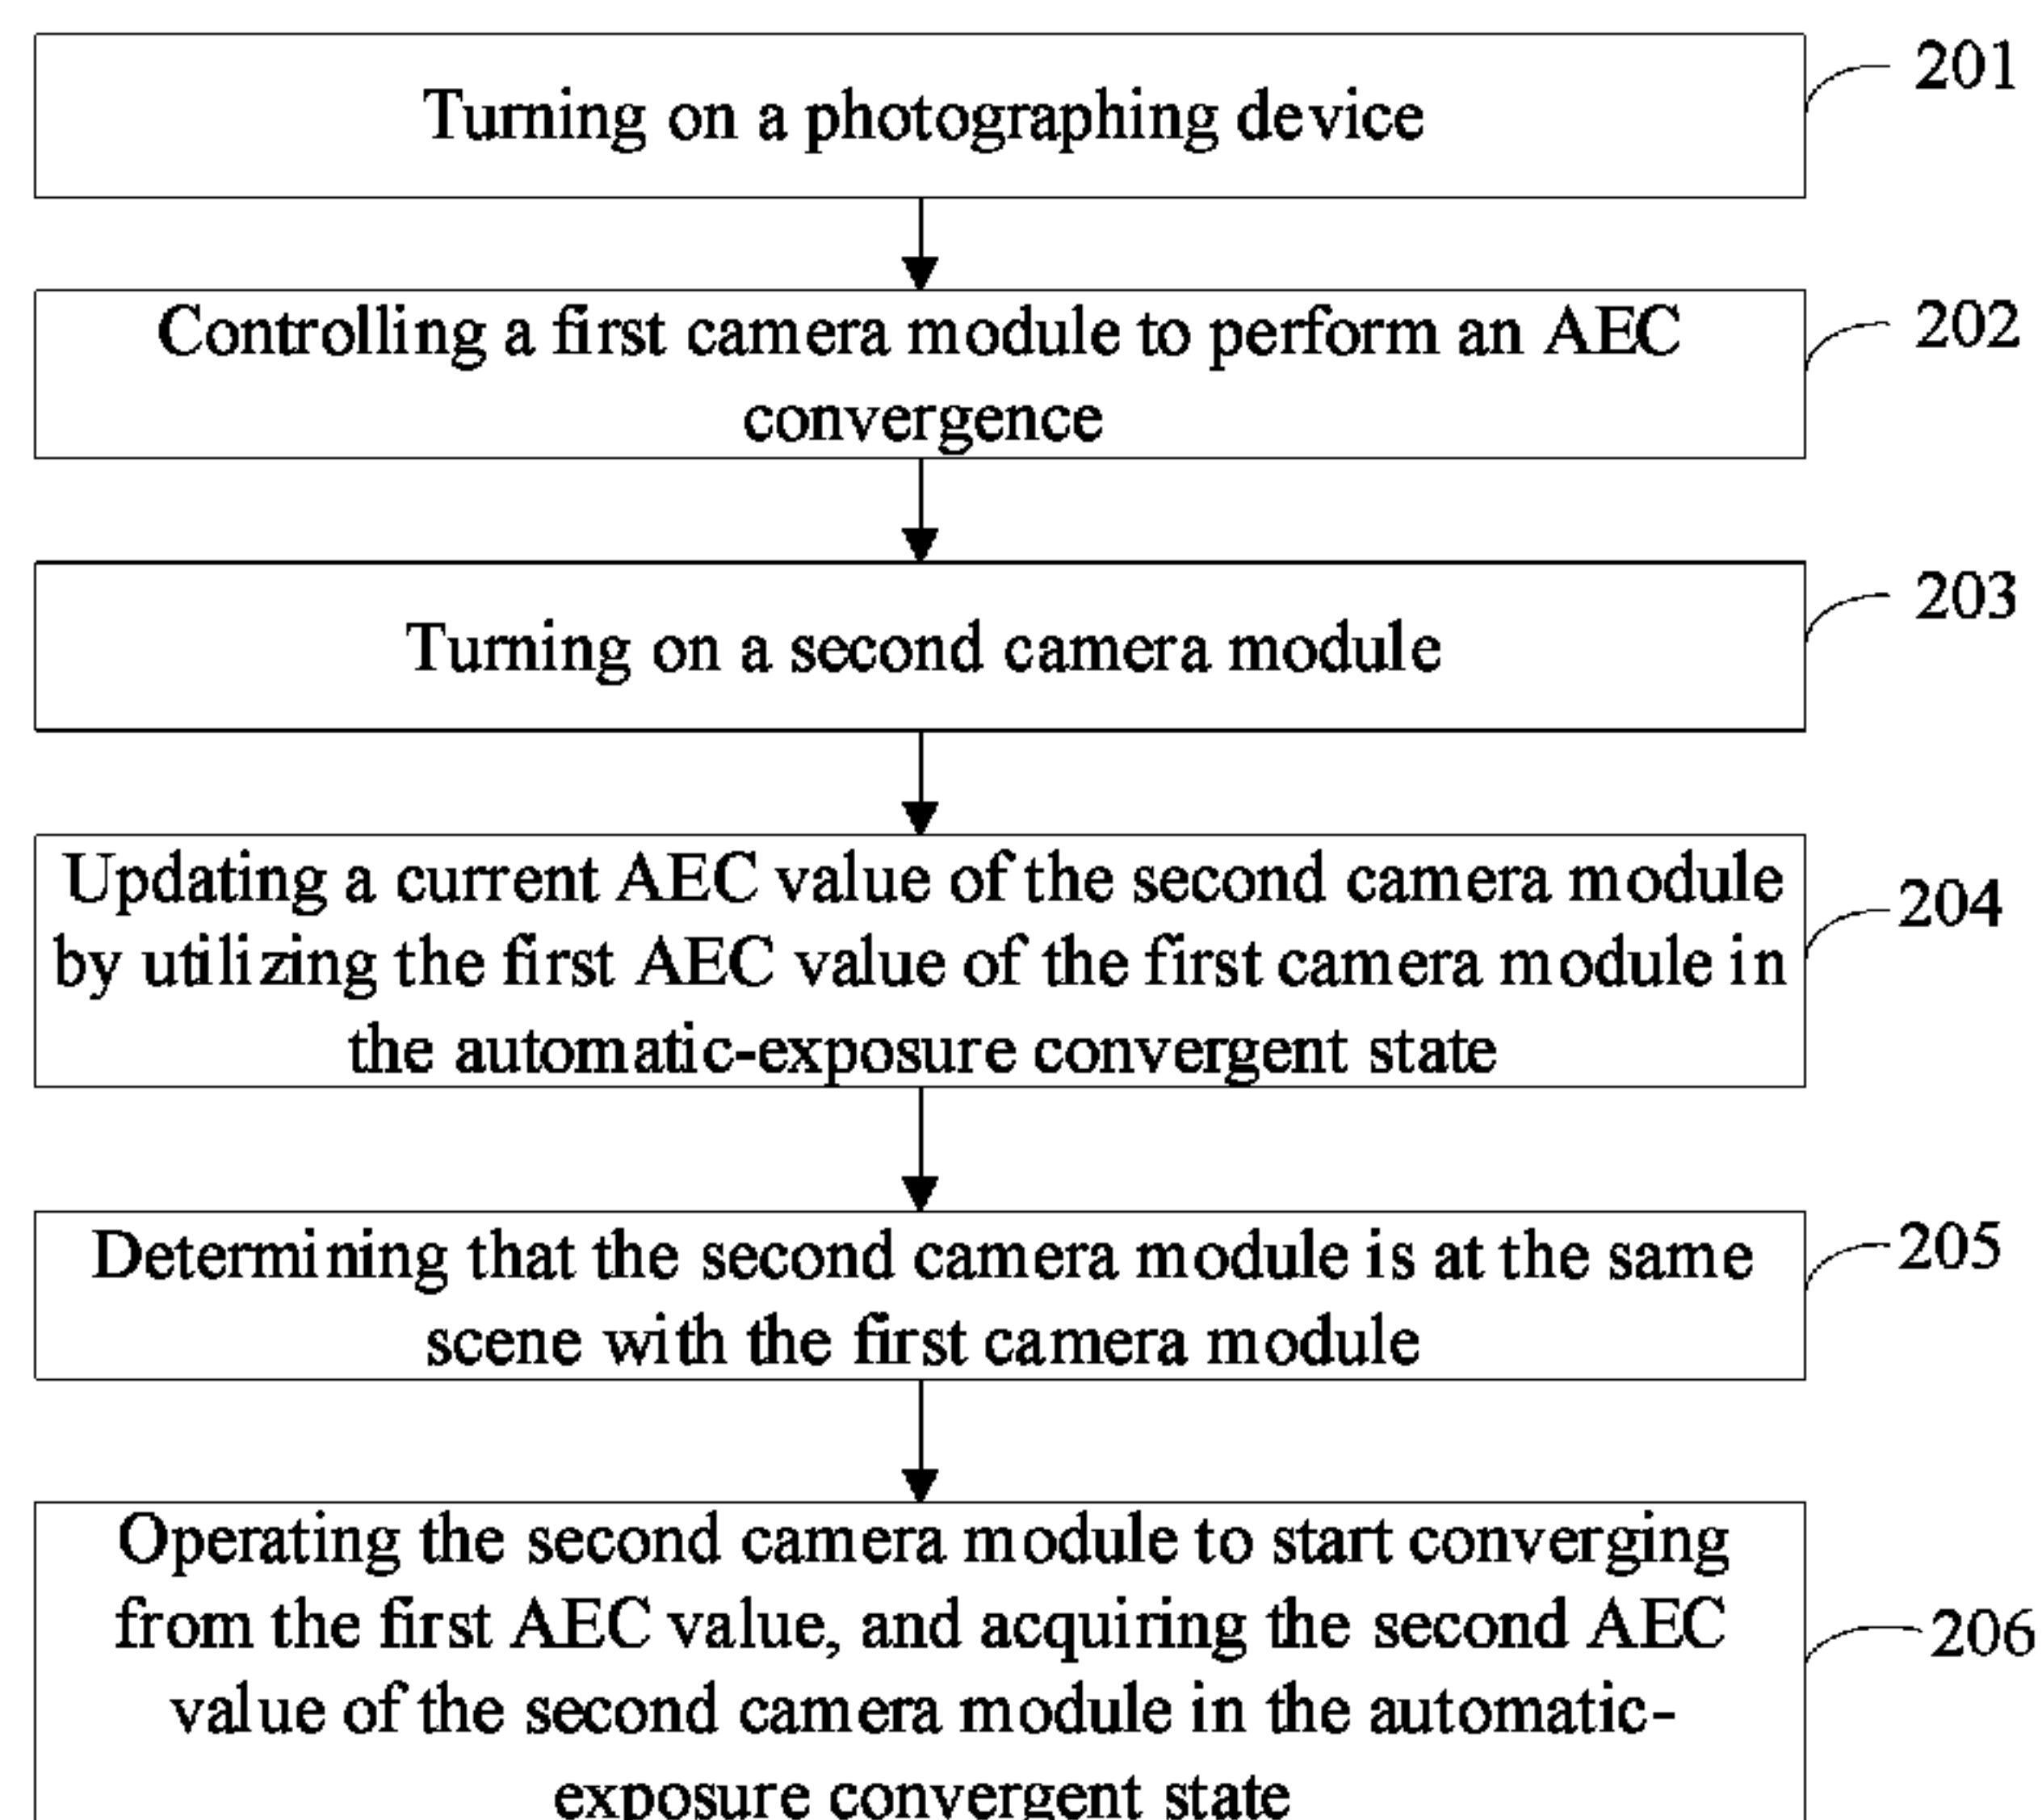 Turning on a photographing device
201
Controlling a first camera module to perform an AEC
convergence
202
Turning on a second camera module
203
Updating a current AEC value of the second camera module
by utilizing the first AEC value of the first camera module in
the automatic-exposure convergent state
204
Determining that the second camera module is at the same
scene with the first camera module
205
Operating the second camera module to start converging
from the first AEC value, and acquiring the second AEC
value of the second camera module in the automatic-
exposure convergent state
206